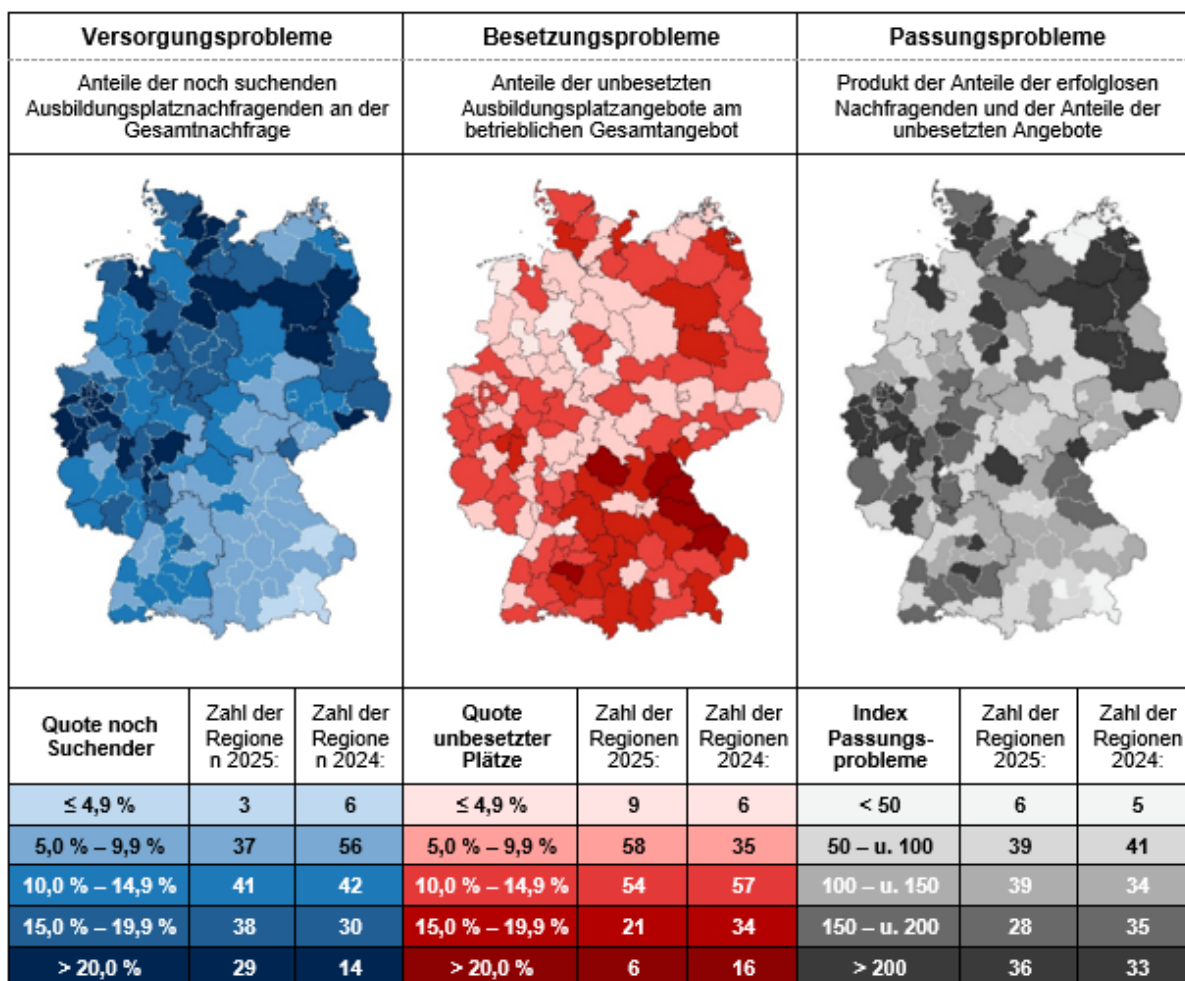 Versorgungsprobleme
Anteile der noch suchenden
Ausbildungsplatznachfragenden an der
Gesamtnachfrage
Besetzungsprobleme
Anteile der unbesetzten
Ausbildungsplatzangebote am
betrieblichen Gesamtangebot
Passungsprobleme
Produkt der Anteile der erfolglosen
Nachfragenden und der Anteile der
unbesetzten Angebote
Quote noch
Suchender
Zahl der
Regione
n 2025:
Zahl der
Regione
n 2024:
Quote
unbesetzter
Plätze
Zahl der
Regionen
2025:
Zahl der
Regionen
2024:
Index
Passungs-
probleme
Zahl der
Regionen
2025:
Zahl der
Regionen
2024:
≤ 4,9 % 3 6 ≤ 4,9 % 9 6 < 50 6 5
5,0 % – 9,9 % 37 56 5,0 % – 9,9 % 58 35 50 – u. 100 39 41
10,0 % – 14,9 % 41 42 10,0 % – 14,9 % 54 57 100 – u. 150 39 34
15,0 % – 19,9 % 38 30 15,0 % – 19,9 % 21 34 150 – u. 200 28 35
> 20,0 % 29 14 > 20,0 % 6 16 > 200 36 33